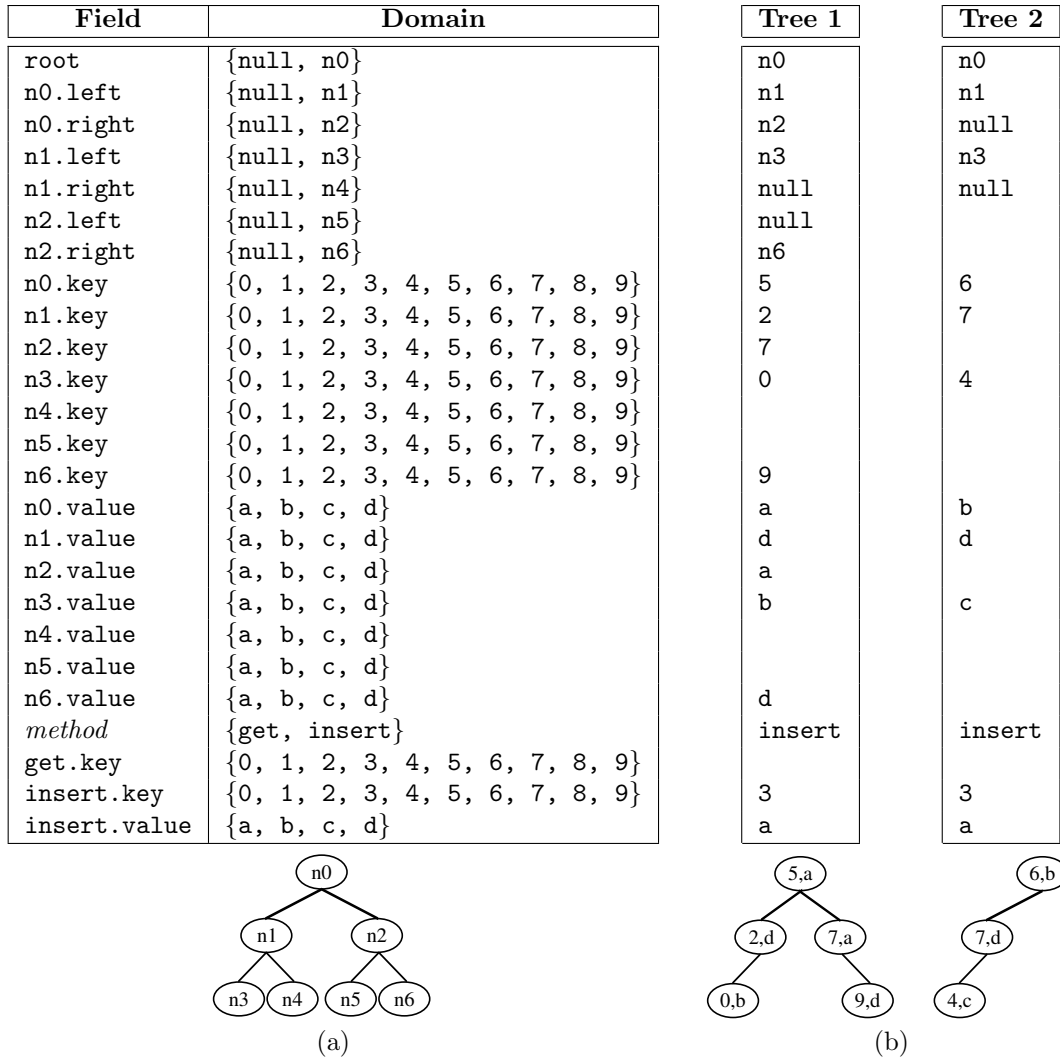 Field Domain Tree 1 Tree 2
root {null, n0} n0 n0
n0.left {null, n1} n1 n1
n0.right {null, n2} n2 null
n1.left {null, n3} n3 n3
n1.right {null, n4} null null
n2.left {null, n5} null
n2.right {null, n6} n6
n0.key {0, 1, 2, 3, 4, 5, 6, 7, 8, 9} 5 6
n1.key {0, 1, 2, 3, 4, 5, 6, 7, 8, 9} 2 7
n2.key {0, 1, 2, 3, 4, 5, 6, 7, 8, 9} 7
n3.key {0, 1, 2, 3, 4, 5, 6, 7, 8, 9} 0 4
n4.key {0, 1, 2, 3, 4, 5, 6, 7, 8, 9}
n5.key {0, 1, 2, 3, 4, 5, 6, 7, 8, 9}
n6.key {0, 1, 2, 3, 4, 5, 6, 7, 8, 9} 9
n0.value {a, b, c, d} a b
n1.value {a, b, c, d} d d
n2.value {a, b, c, d} a
n3.value {a, b, c, d} b c
n4.value {a, b, c, d}
n5.value {a, b, c, d}
n6.value {a, b, c, d} d
method {get, insert} insert insert
get.key {0, 1, 2, 3, 4, 5, 6, 7, 8, 9}
insert.key {0, 1, 2, 3, 4, 5, 6, 7, 8, 9} 3 3
insert.value {a, b, c, d} a a
n0 5,a 6,b
n1 n2 2,d 7,a 7,d
n3 n4 n5 n6 0,b 9,d 4,c
(a) (b)